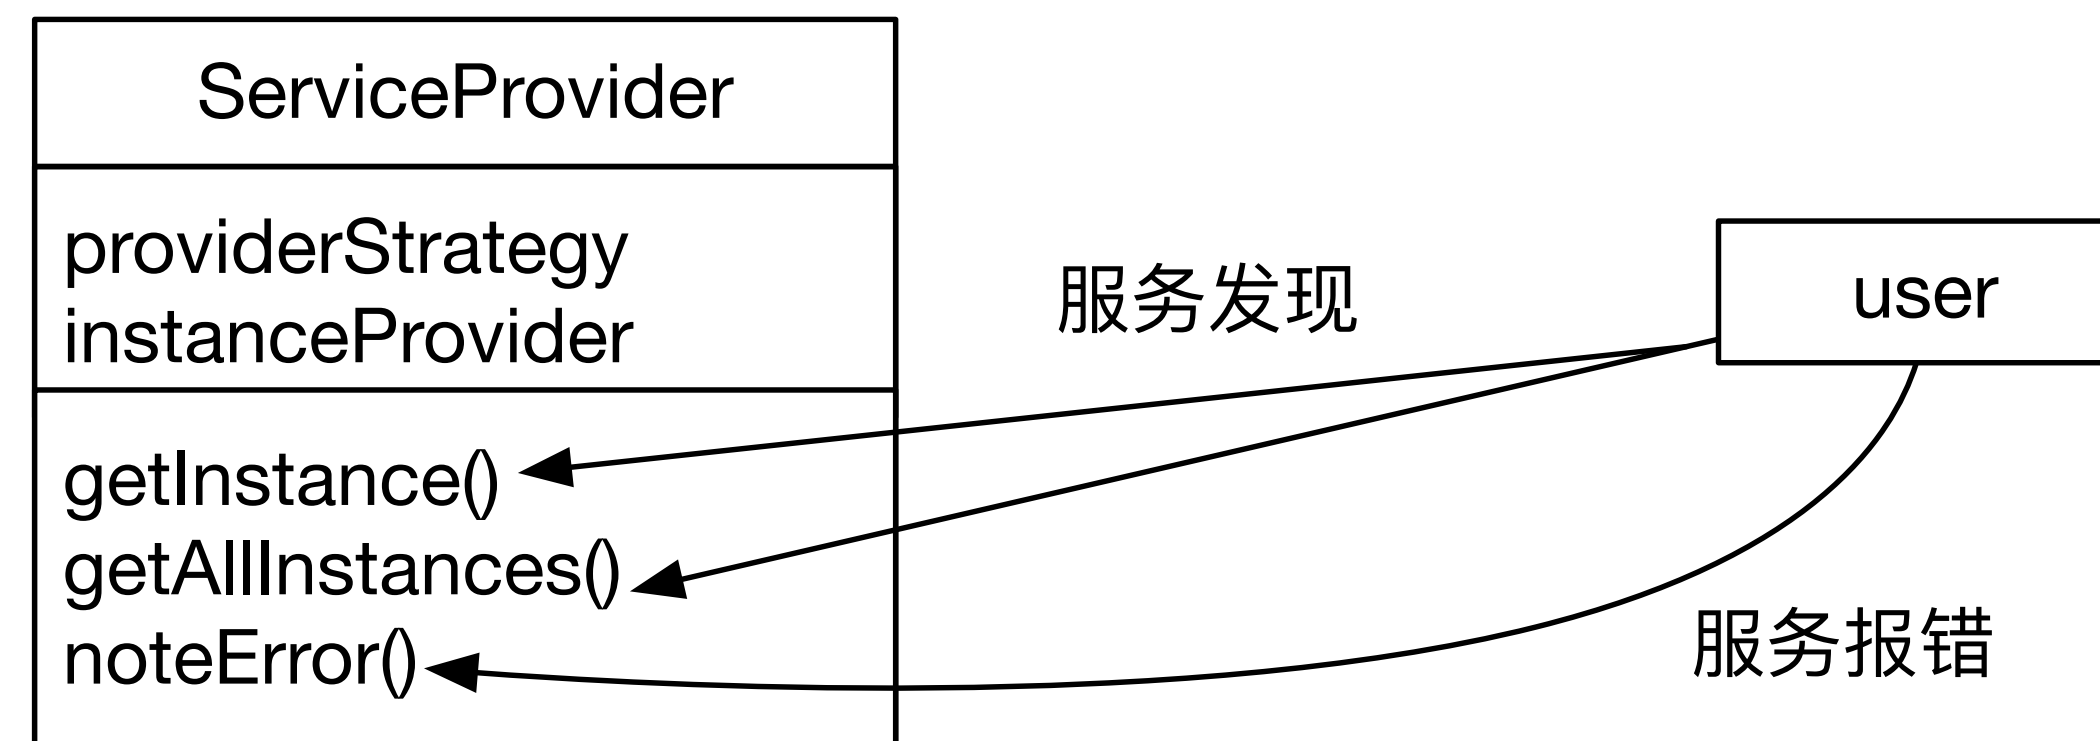 ServiceProvider
providerStrategy
instanceProvider
getInstance()
getAllInstances()
noteError()
服务发现
user
服务报错